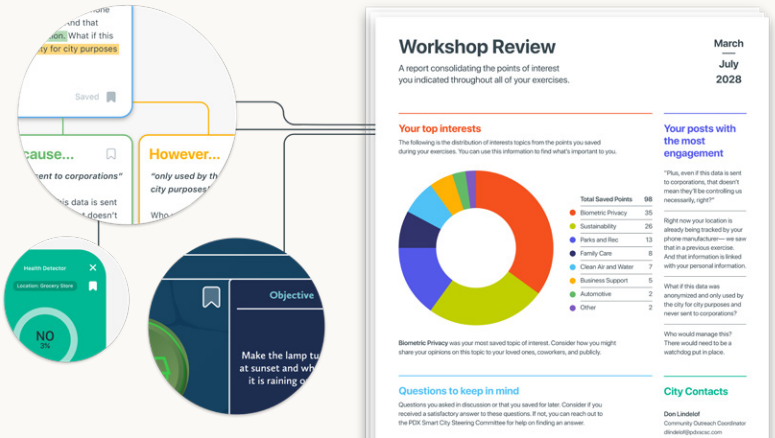 And that
What if this
ty for city purposes
Saved
cause...
However...
ent to corporations"
"only used by th
city purposes
is data is sent
t doesn't
Health Detector
Location: Grocery Store
NO
3%
Objective
Make the lamp tu
at sunset and wh
it is raining o
Workshop Review
A report consolidating the points of interest
you indicated throughout all of your exercises.
March
July
2028
Your top interests
The following is the distribution of interests topics from the points you saved
during your exercises. You can use this information to find what's important to you.
Total Saved Points 98
Biometric Privacy 35
Sustainability 26
Parks and Rec 13
Family Care 8
Clean Air and Water 7
Business Support 5
Automotive 2
Other 2
Biometric Privacy was your most saved topic of interest. Consider how you might
share your opinions on this topic to your loved ones, coworkers, and publicly.
Questions to keep in mind
Questions you asked in discussion or that you saved for later. Consider if you
received a satisfactory answer to these questions. If not, you can reach out to
the PDX Smart City Steering Committee for help on finding an answer.
Your posts with
the most
engagement
"Plus, even if this data is sent
to corporations, that doesn't
mean they'll be controlling us
necessarily, right?"
Right now your location is
already being tracked by your
phone manufacturer— we saw
that in a previous exercise.
And that information is linked
with your personal information.
What if this data was
anonymized and only used by
the city for city purposes and
never sent to corporations?
Who would manage this?
There would need to be a
watchdog put in place.
City Contacts
Don Lindelof
Community Outreach Coordinator
dlindelof@pdxscsc.com